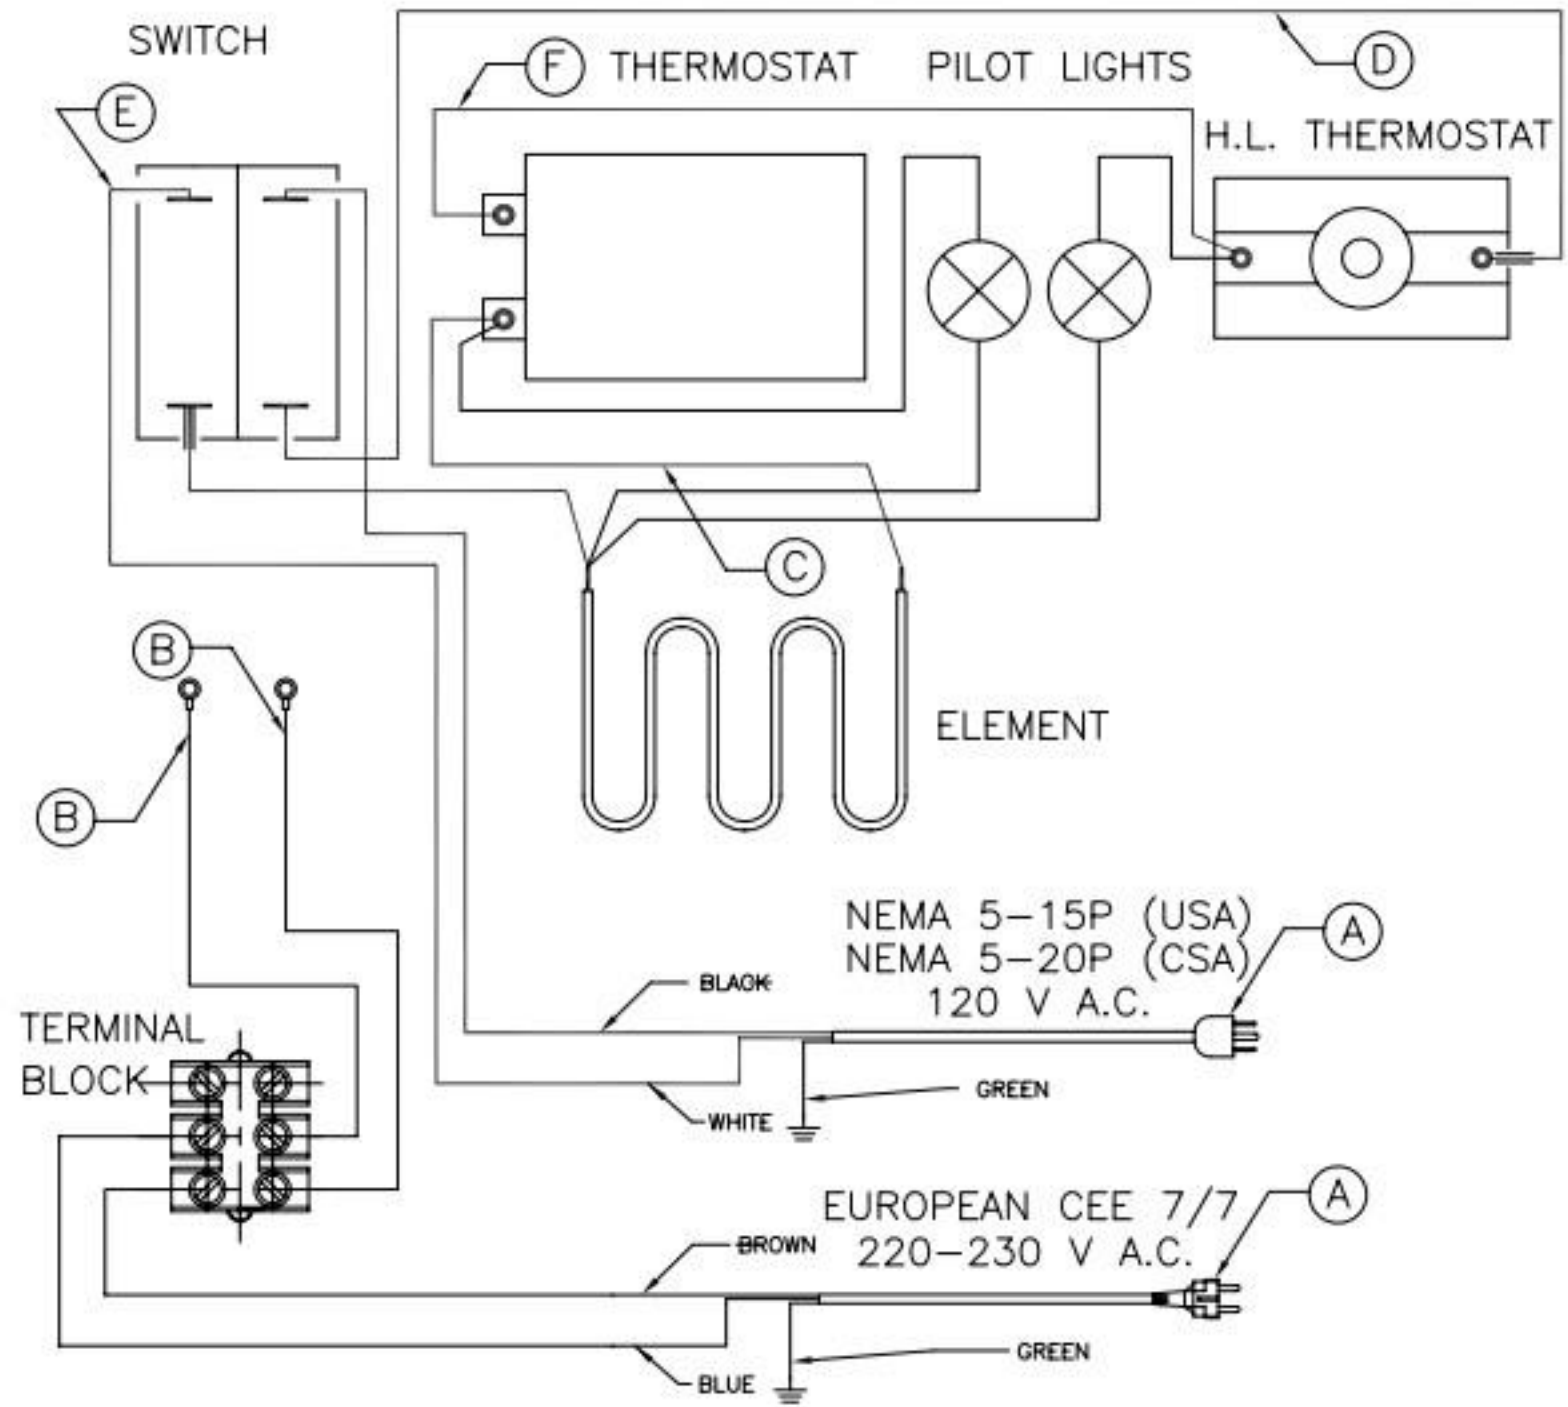 SWITCH
E
F
THERMOSTAT
PILOT LIGHTS
D
H.L. THERMOSTAT
C
B
B
ELEMENT
NEMA 5-15P (USA)
NEMA 5-20P (CSA)
120 V A.C.
A
BLACK
GREEN
WHITE
TERMINAL
BLOCK
EUROPEAN CEE 7/7
220-230 V A.C.
A
BROWN
GREEN
BLUE